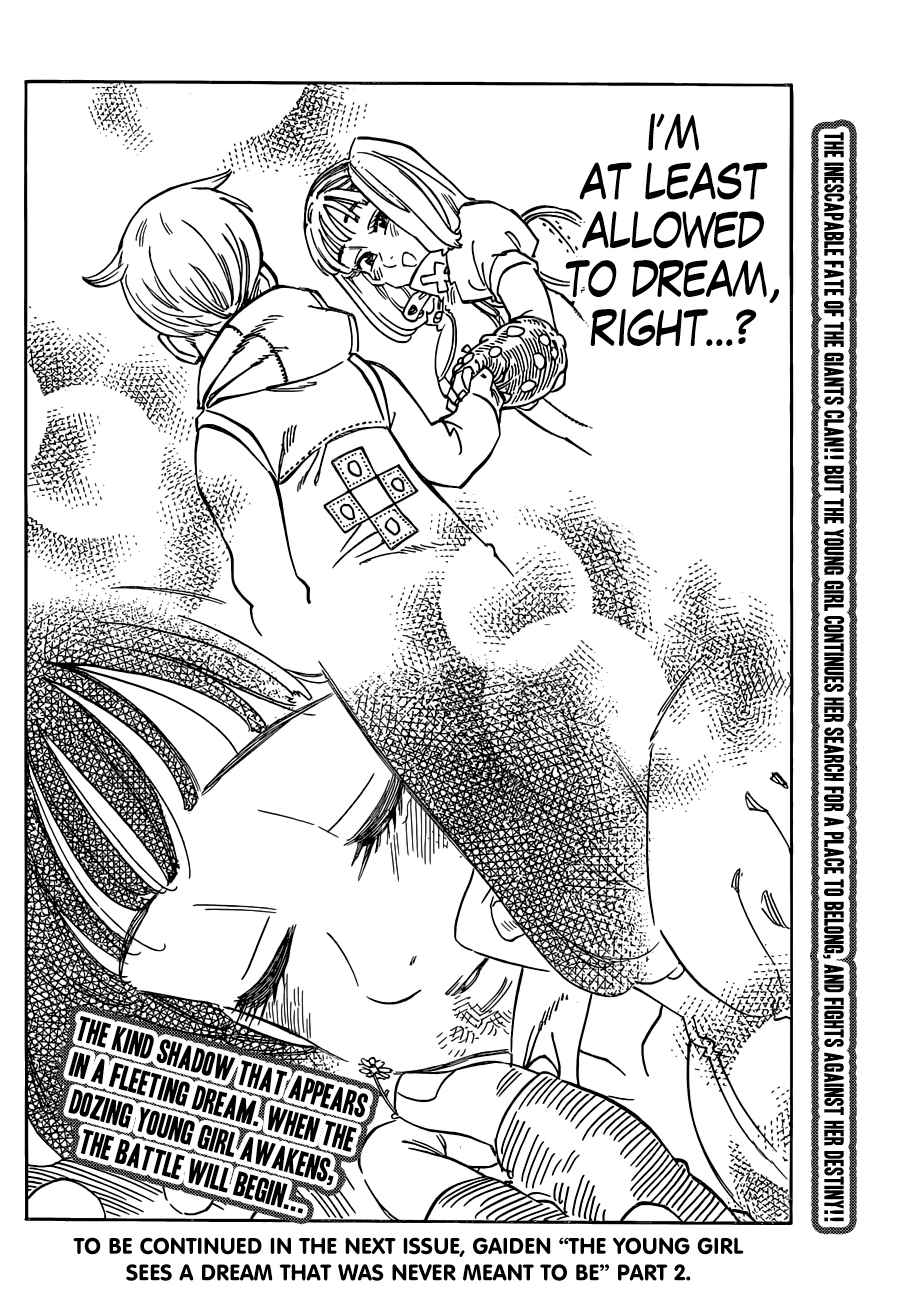 I'M
AT LEAST
ALLOWED
TO DREAM,
RIGHT...?
THE INESCAPABLE FATE OF THE GIANTS CLAN!! BUT THE YOUNG GIRL CONTINUES HER SEARCH FOR A PLACE TO BELONG, AND FIGHTS AGAINST HER DESTINY!!
THE KIND SHADOW THAT APPEARS
IN A FLEETING DREAM. WHEN THE
DOZING YOUNG GIRL AWAKENS,
THE BATTLE WILL BEGIN...
TO BE CONTINUED IN THE NEXT ISSUE, GAIDEN “THE YOUNG GIRL
SEES A DREAM THAT WAS NEVER MEANT TO BE” PART 2.